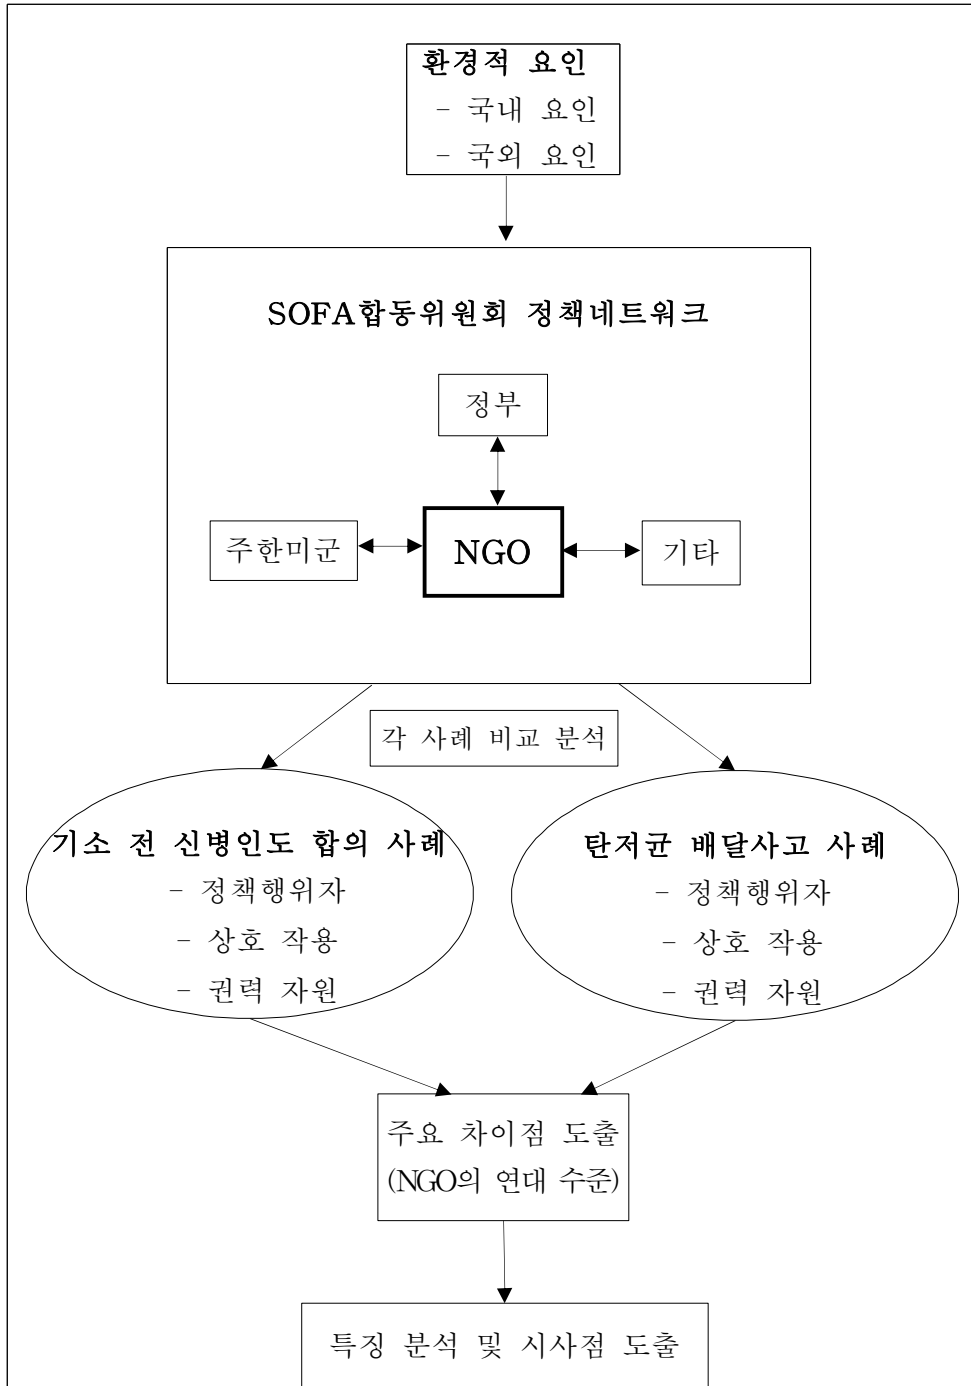 환경적 요인
- 국내 요인
- 국외 요인
SOFA합동위원회 정책네트워크
정부
주한미군
NGO
기타
각 사례 비교 분석
기소 전 신병인도 합의 사례
- 정책행위자
- 상호 작용
- 권력 자원
탄저균 배달사고 사례
- 정책행위자
- 상호 작용
- 권력 자원
주요 차이점 도출
(NGO의 연대 수준)
특징 분석 및 시사점 도출